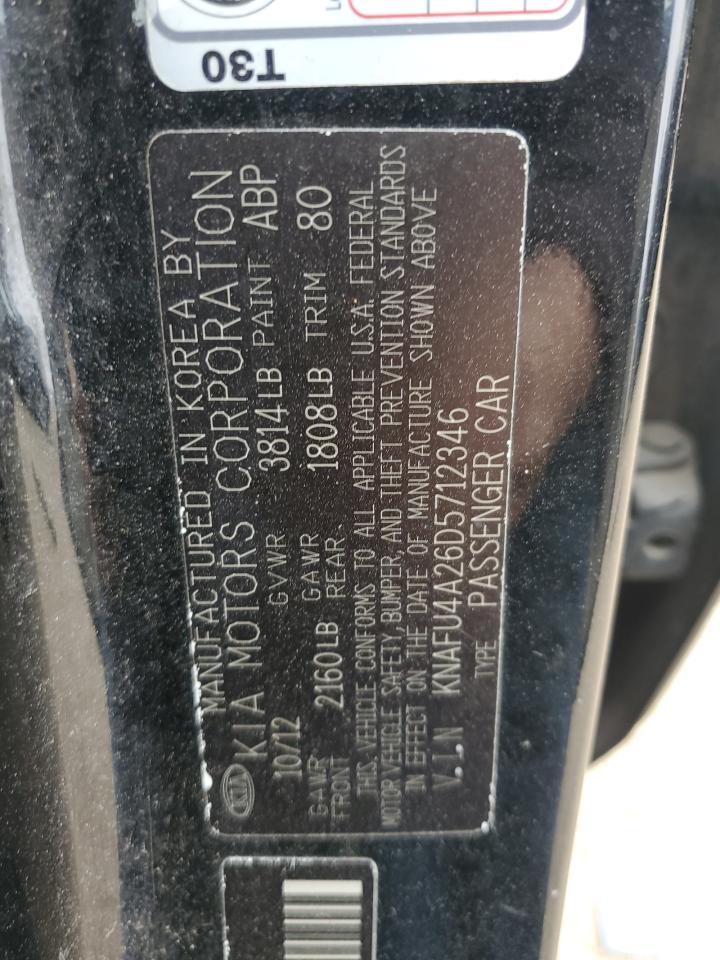 T30
MANUFACTURED IN KOREA BY
KIA MOTORS CORPORATION
10/12 GVWR 3814LB PAINT ABP
GAWR FRONT 2160LB GAWR REAR. 1808LB TRIM 80
THIS VEHICLE CONFORMS TO ALL APPLICABLE U.S.A. FEDERAL
MOTOR VEHICLE SAFETY, BUMPER, AND THEFT PREVENTION STANDARDS
IN EFFECT ON THE DATE OF MANUFACTURE SHOWN ABOVE
V.I.N KNAFU4A26D5712346
TYPE PASSENGER CAR
KIA